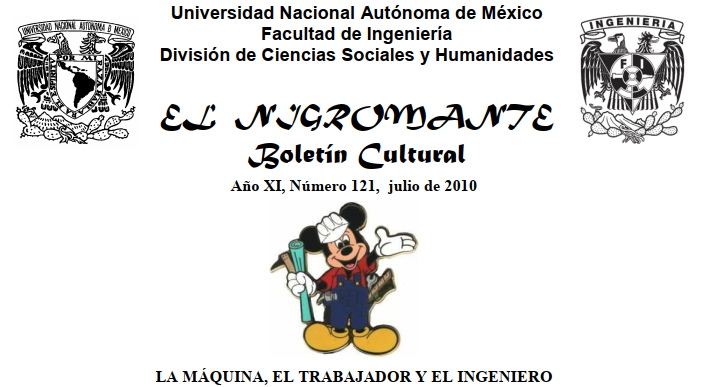 Universidad Nacional Autónoma de México
Facultad de Ingeniería
División de Ciencias Sociales y Humanidades
INGENIERIA
EL NIGROMANTE
Boletín Cultural
Año XI, Número 121, julio de 2010
LA MÁQUINA, EL TRABAJADOR Y EL INGENIERO